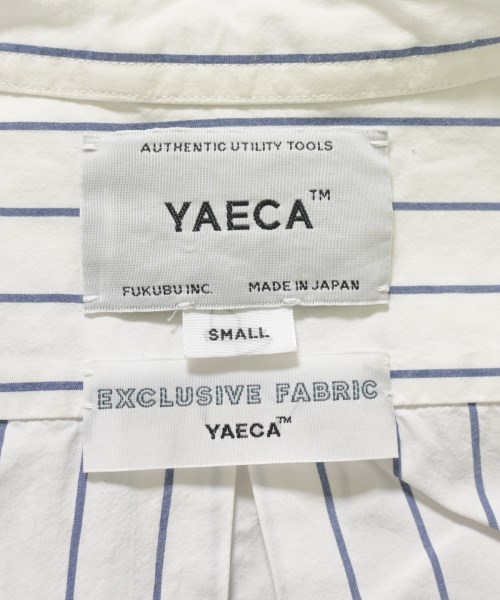 AUTHENTIC UTILITY TOOLS
YAECA™
FUKUBU INC. MADE IN JAPAN
SMALL
EXCLUSIVE FABRIC
YAECA™